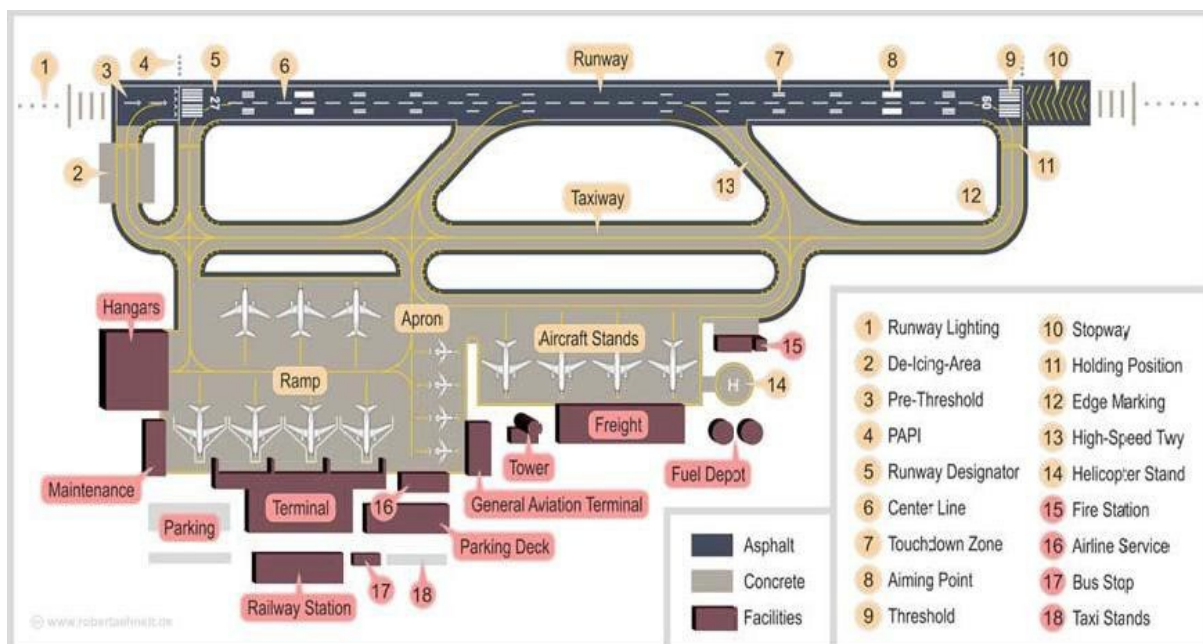 1
3
4
5
6
Runway
7
8
9
10
27
09
2
13
11
12
Taxiway
Hangars
Apron
Aircraft Stands
15
Ramp
H
14
Freight
Tower
Fuel Depot
Maintenance
Terminal
16
General Aviation Terminal
Parking
Parking Deck
Railway Station
17
18
Asphalt
Concrete
Facilities
1 Runway Lighting
2 De-Icing-Area
3 Pre-Threshold
4 PAPI
5 Runway Designator
6 Center Line
7 Touchdown Zone
8 Aiming Point
9 Threshold
10 Stopway
11 Holding Position
12 Edge Marking
13 High-Speed Twy
14 Helicopter Stand
15 Fire Station
16 Airline Service
17 Bus Stop
18 Taxi Stands